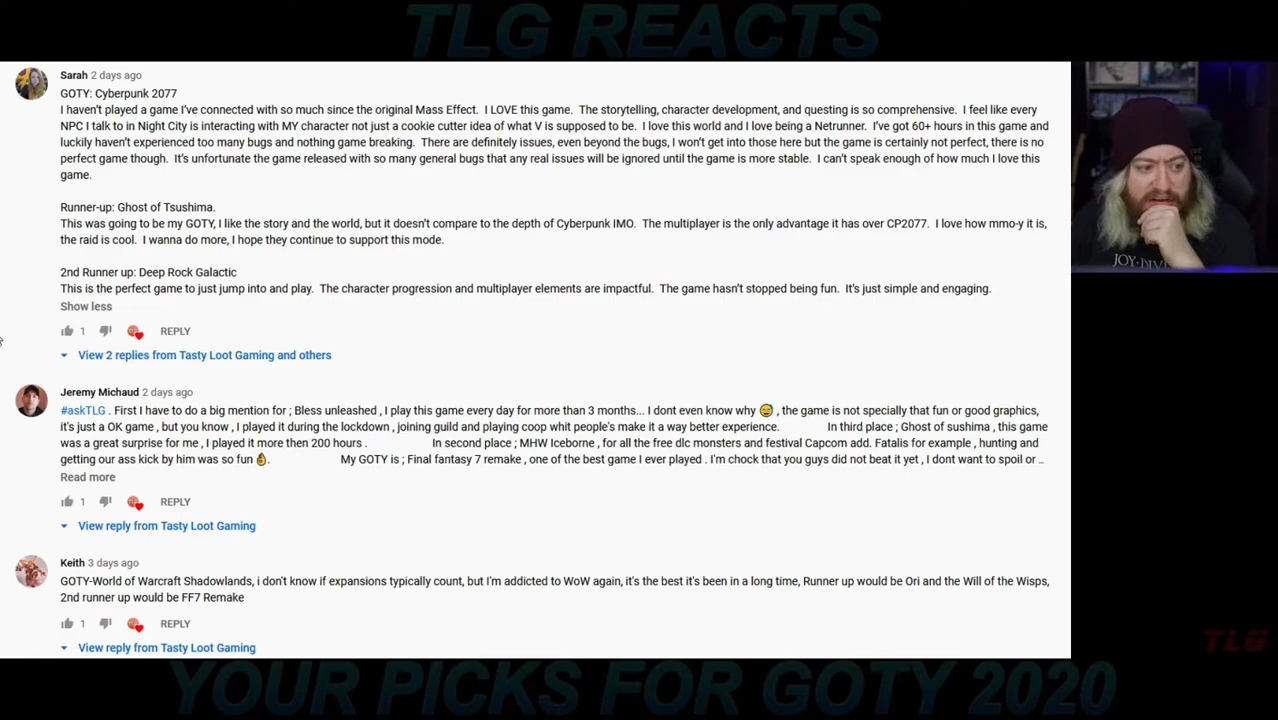 TLG REACTS
Sarah 2 days ago
GOTY: Cyberpunk 2077
I haven't played a game I've connected with so much since the original Mass Effect. I LOVE this game. The storytelling, character development, and questing is so comprehensive. I feel like every
NPC I talk to in Night City is interacting with MY character not just a cookie cutter idea of what V is supposed to be. I love this world and I love being a Netrunner. I've got 60+ hours in this game and
luckily haven't experienced too many bugs and nothing game breaking. There are definitely issues, even beyond the bugs, I won't get into those here but the game is certainly not perfect, there is no
perfect game though. It's unfortunate the game released with so many general bugs that any real issues will be ignored until the game is more stable. I can't speak enough of how much I love this
game.
Runner-up: Ghost of Tsushima.
This was going to be my GOTY, I like the story and the world, but it doesn't compare to the depth of Cyberpunk IMO. The multiplayer is the only advantage it has over CP2077. I love how mmo-y it is,
the raid is cool. I wanna do more, I hope they continue to support this mode.
2nd Runner up: Deep Rock Galactic
This is the perfect game to just jump into and play. The character progression and multiplayer elements are impactful. The game hasn't stopped being fun. It's just simple and engaging.
Show less
1 REPLY
View 2 replies from Tasty Loot Gaming and others
Jeremy Michaud 2 days ago
#askTLG . First I have to do a big mention for ; Bless unleashed , I play this game every day for more than 3 months... I dont even know why 😅 , the game is not specially that fun or good graphics,
it's just a OK game , but you know , I played it during the lockdown , joining guild and playing coop whit people's make it a way better experience. In third place ; Ghost of sushima , this game
was a great surprise for me , I played it more then 200 hours . In second place ; MHW Iceborne , for all the free dlc monsters and festival Capcom add. Fatalis for example , hunting and
getting our ass kick by him was so fun 👌. My GOTY is ; Final fantasy 7 remake , one of the best game I ever played . I'm chock that you guys did not beat it yet , I dont want to spoil or ...
Read more
1 REPLY
View reply from Tasty Loot Gaming
Keith 3 days ago
GOTY-World of Warcraft Shadowlands, i don't know if expansions typically count, but I'm addicted to WoW again, it's the best it's been in a long time, Runner up would be Ori and the Will of the Wisps,
2nd runner up would be FF7 Remake
1 REPLY
View reply from Tasty Loot Gaming
JOY DIV
TLG
YOUR PICKS FOR GOTY 2020